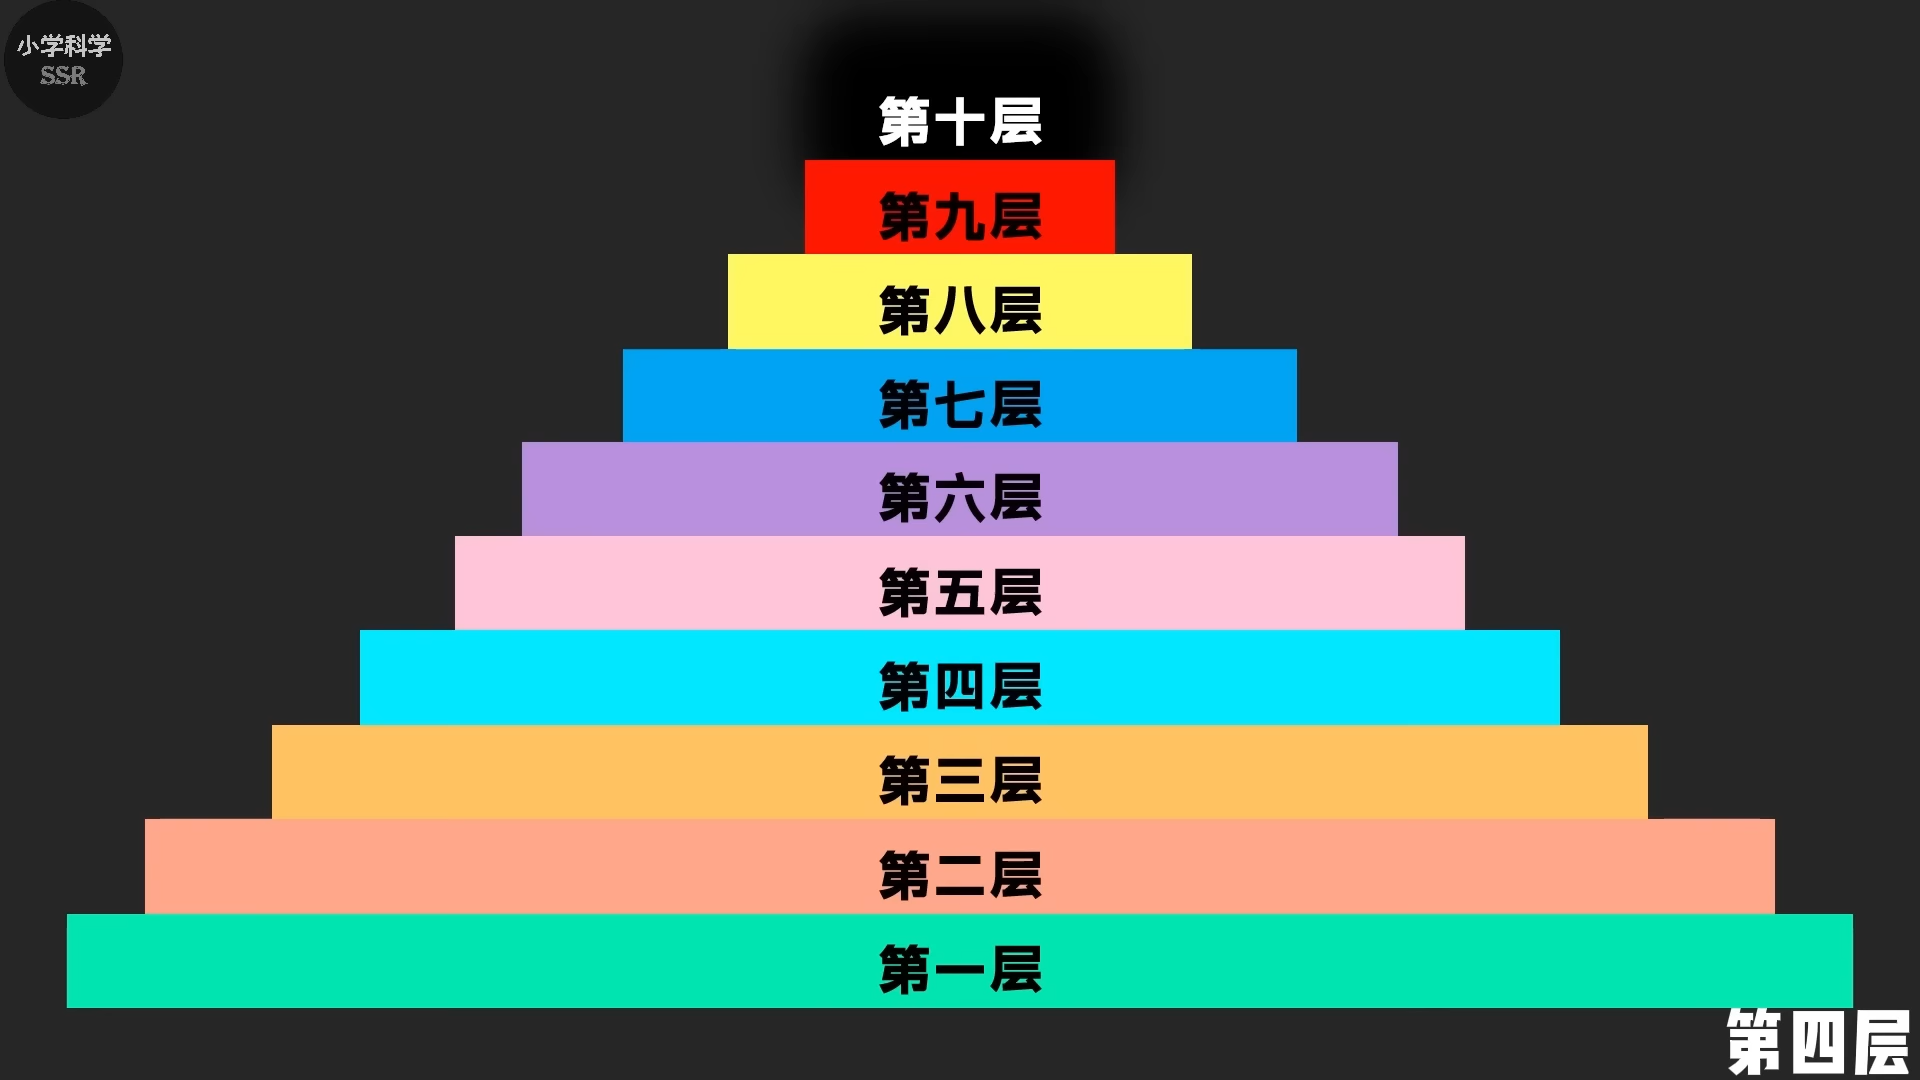 小学科学
SSR
第十层
第九层
第八层
第七层
第六层
第五层
第四层
第三层
第二层
第一层
第四层